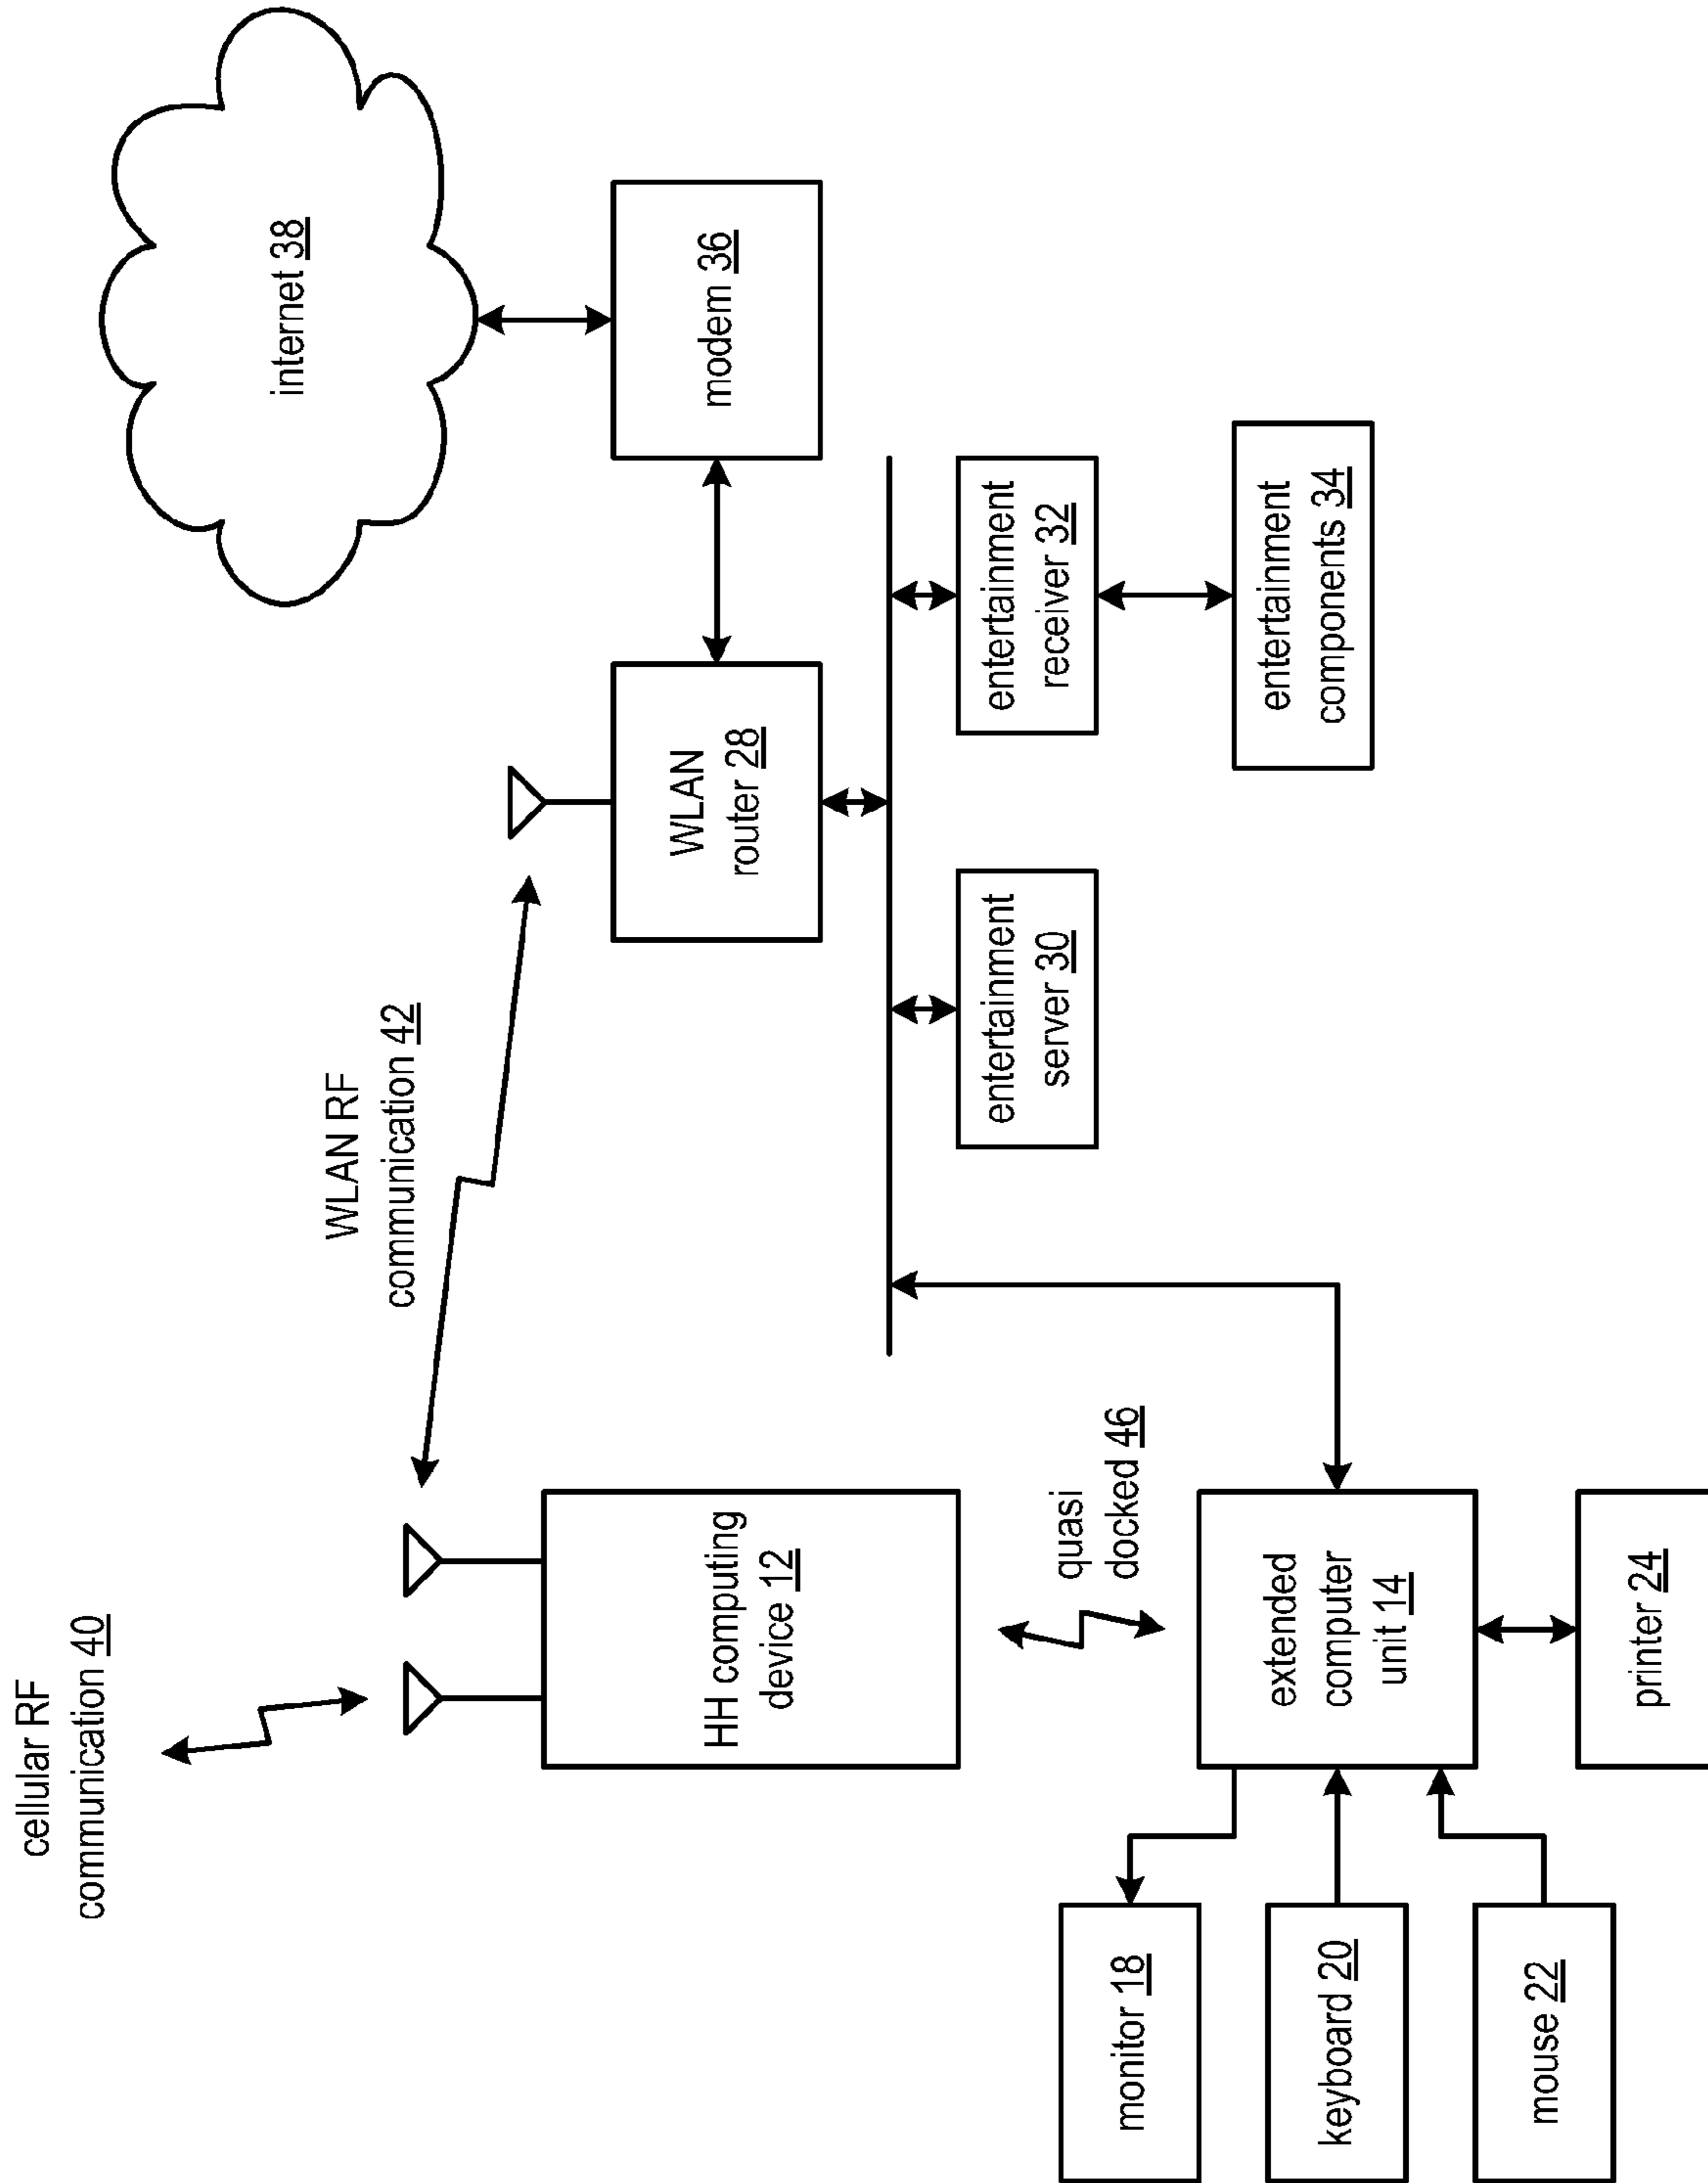 cellular RF
communication 40
WLAN RF
communication 42
internet 38
HH computing
device 12
WLAN
router 28
modem 36
quasi
docked 46
entertainment
server 30
entertainment
receiver 32
monitor 18
keyboard 20
mouse 22
extended
computer
unit 14
entertainment
components 34
printer 24